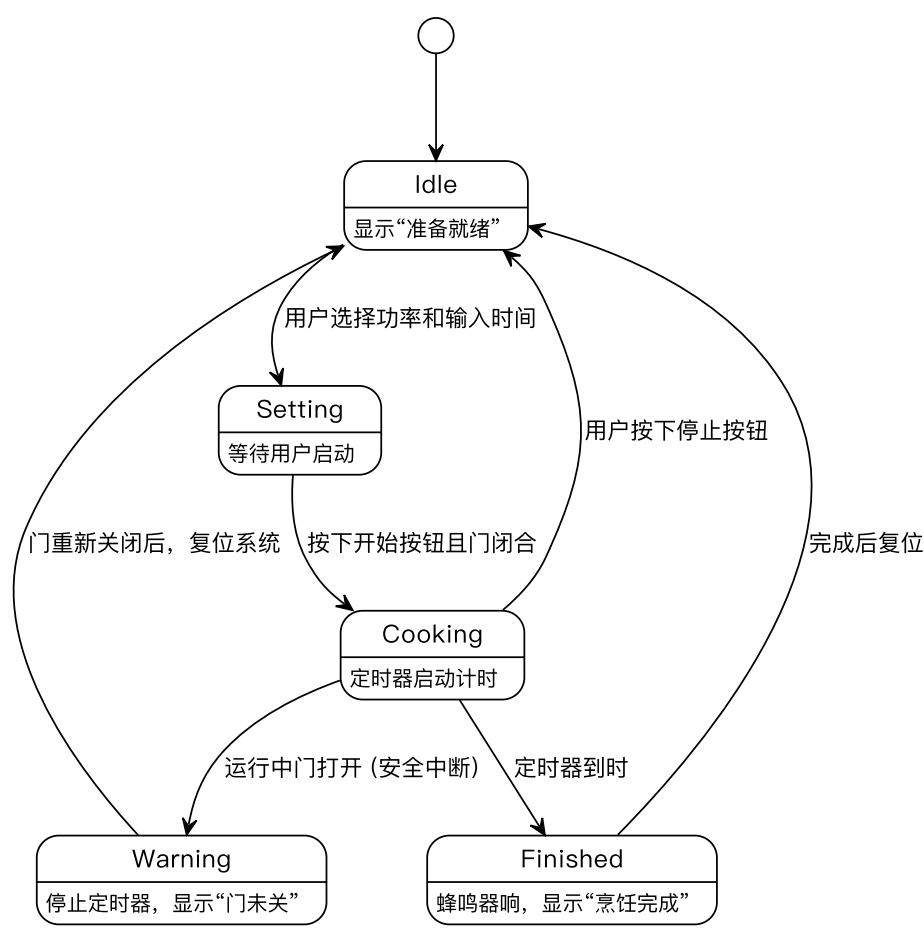 Idle
显示“准备就绪”
用户选择功率和输入时间
Setting
等待用户启动
用户按下停止按钮
门重新关闭后，复位系统
按下开始按钮且门闭合
完成后复位
Cooking
定时器启动计时
运行中门打开 (安全中断)
定时器到时
Warning
停止定时器，显示“门未关”
Finished
蜂鸣器响，显示“烹饪完成”